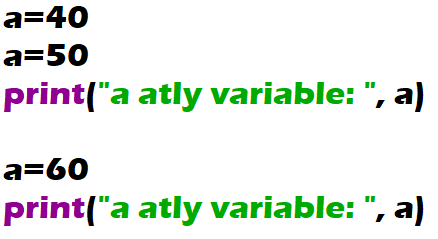 a=40
a=50
print("a atly variable: ", a)
a=60
print("a atly variable: ", a)